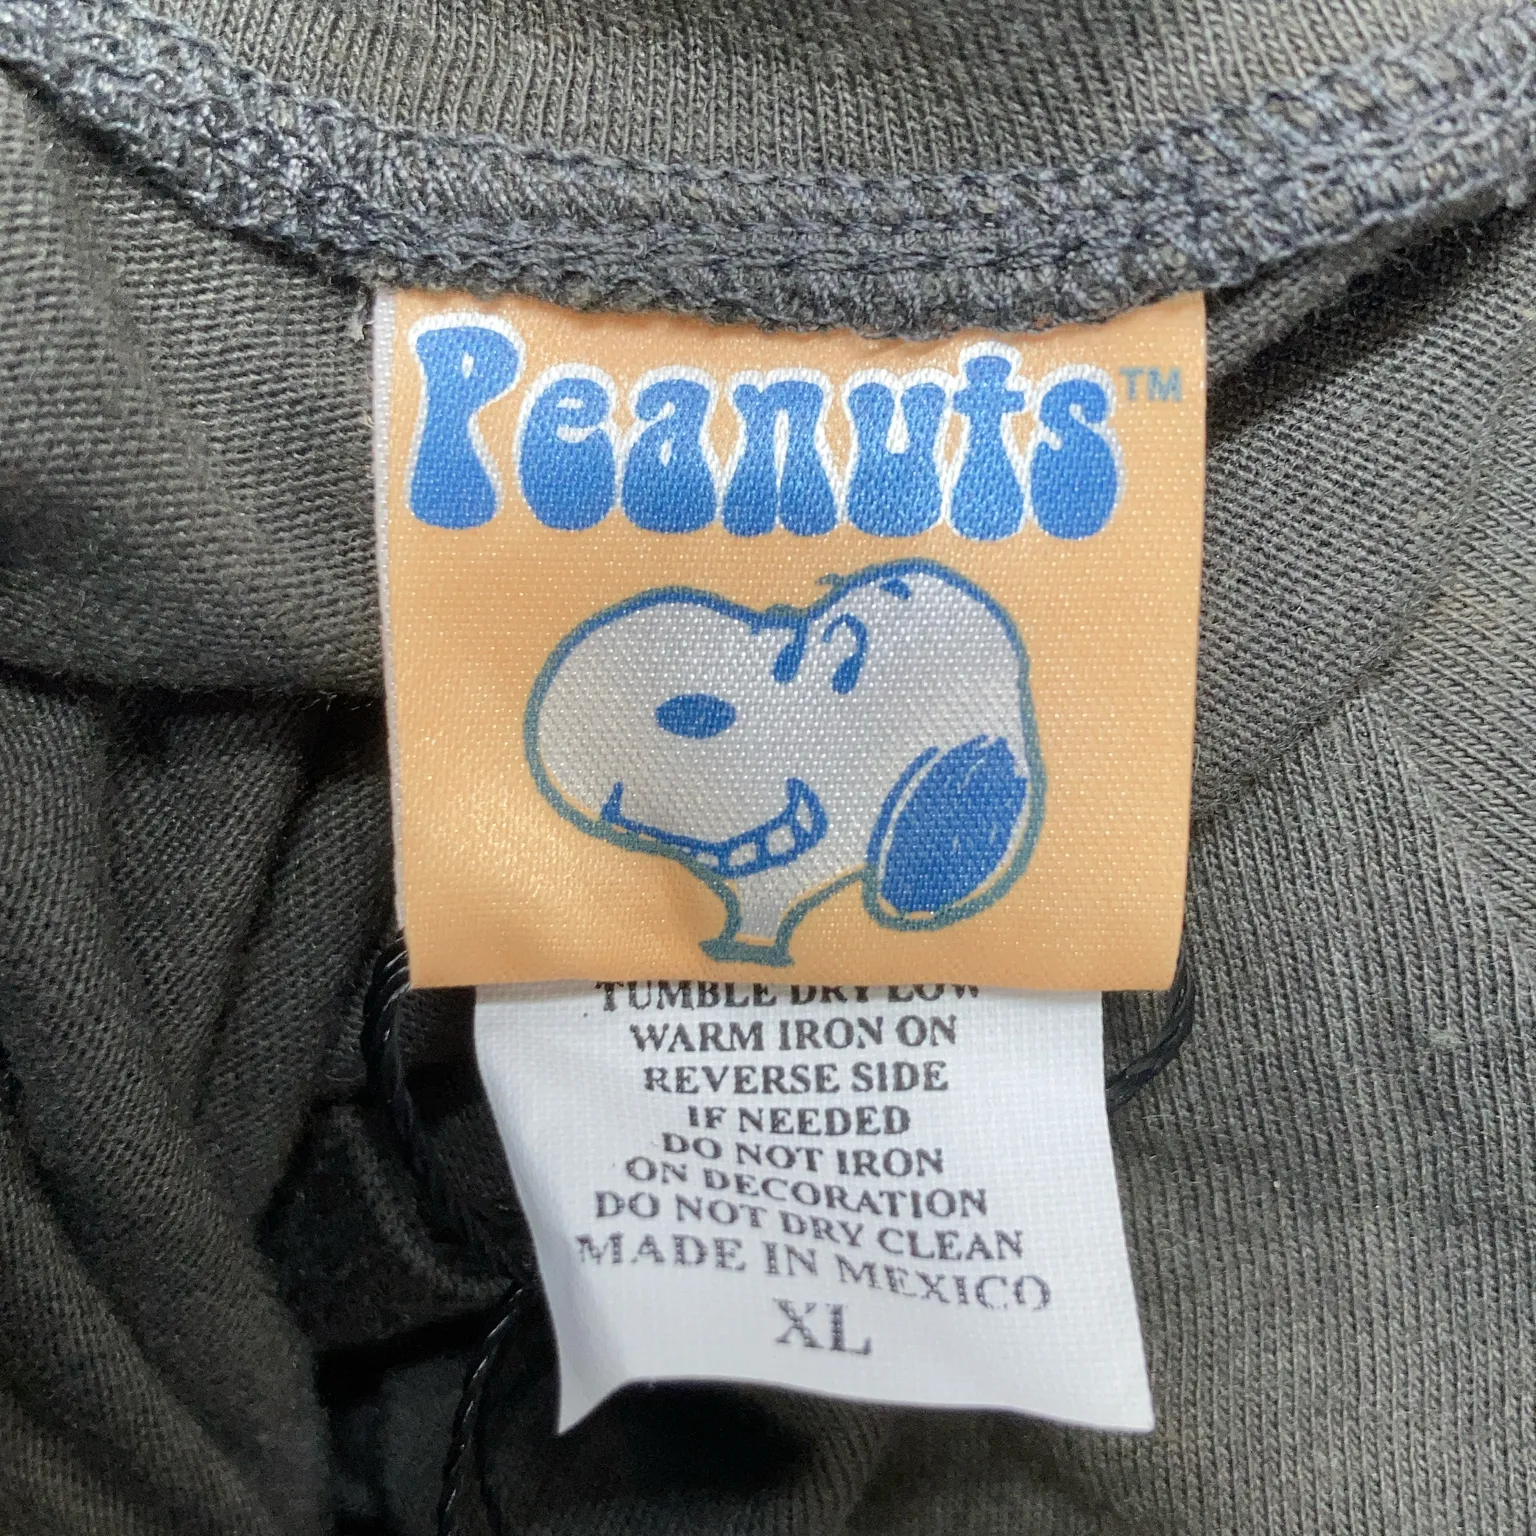 Peanuts™
TUMBLE DRY LOW
WARM IRON ON
REVERSE SIDE
IF NEEDED
DO NOT IRON
ON DECORATION
DO NOT DRY CLEAN
MADE IN MEXICO
XL